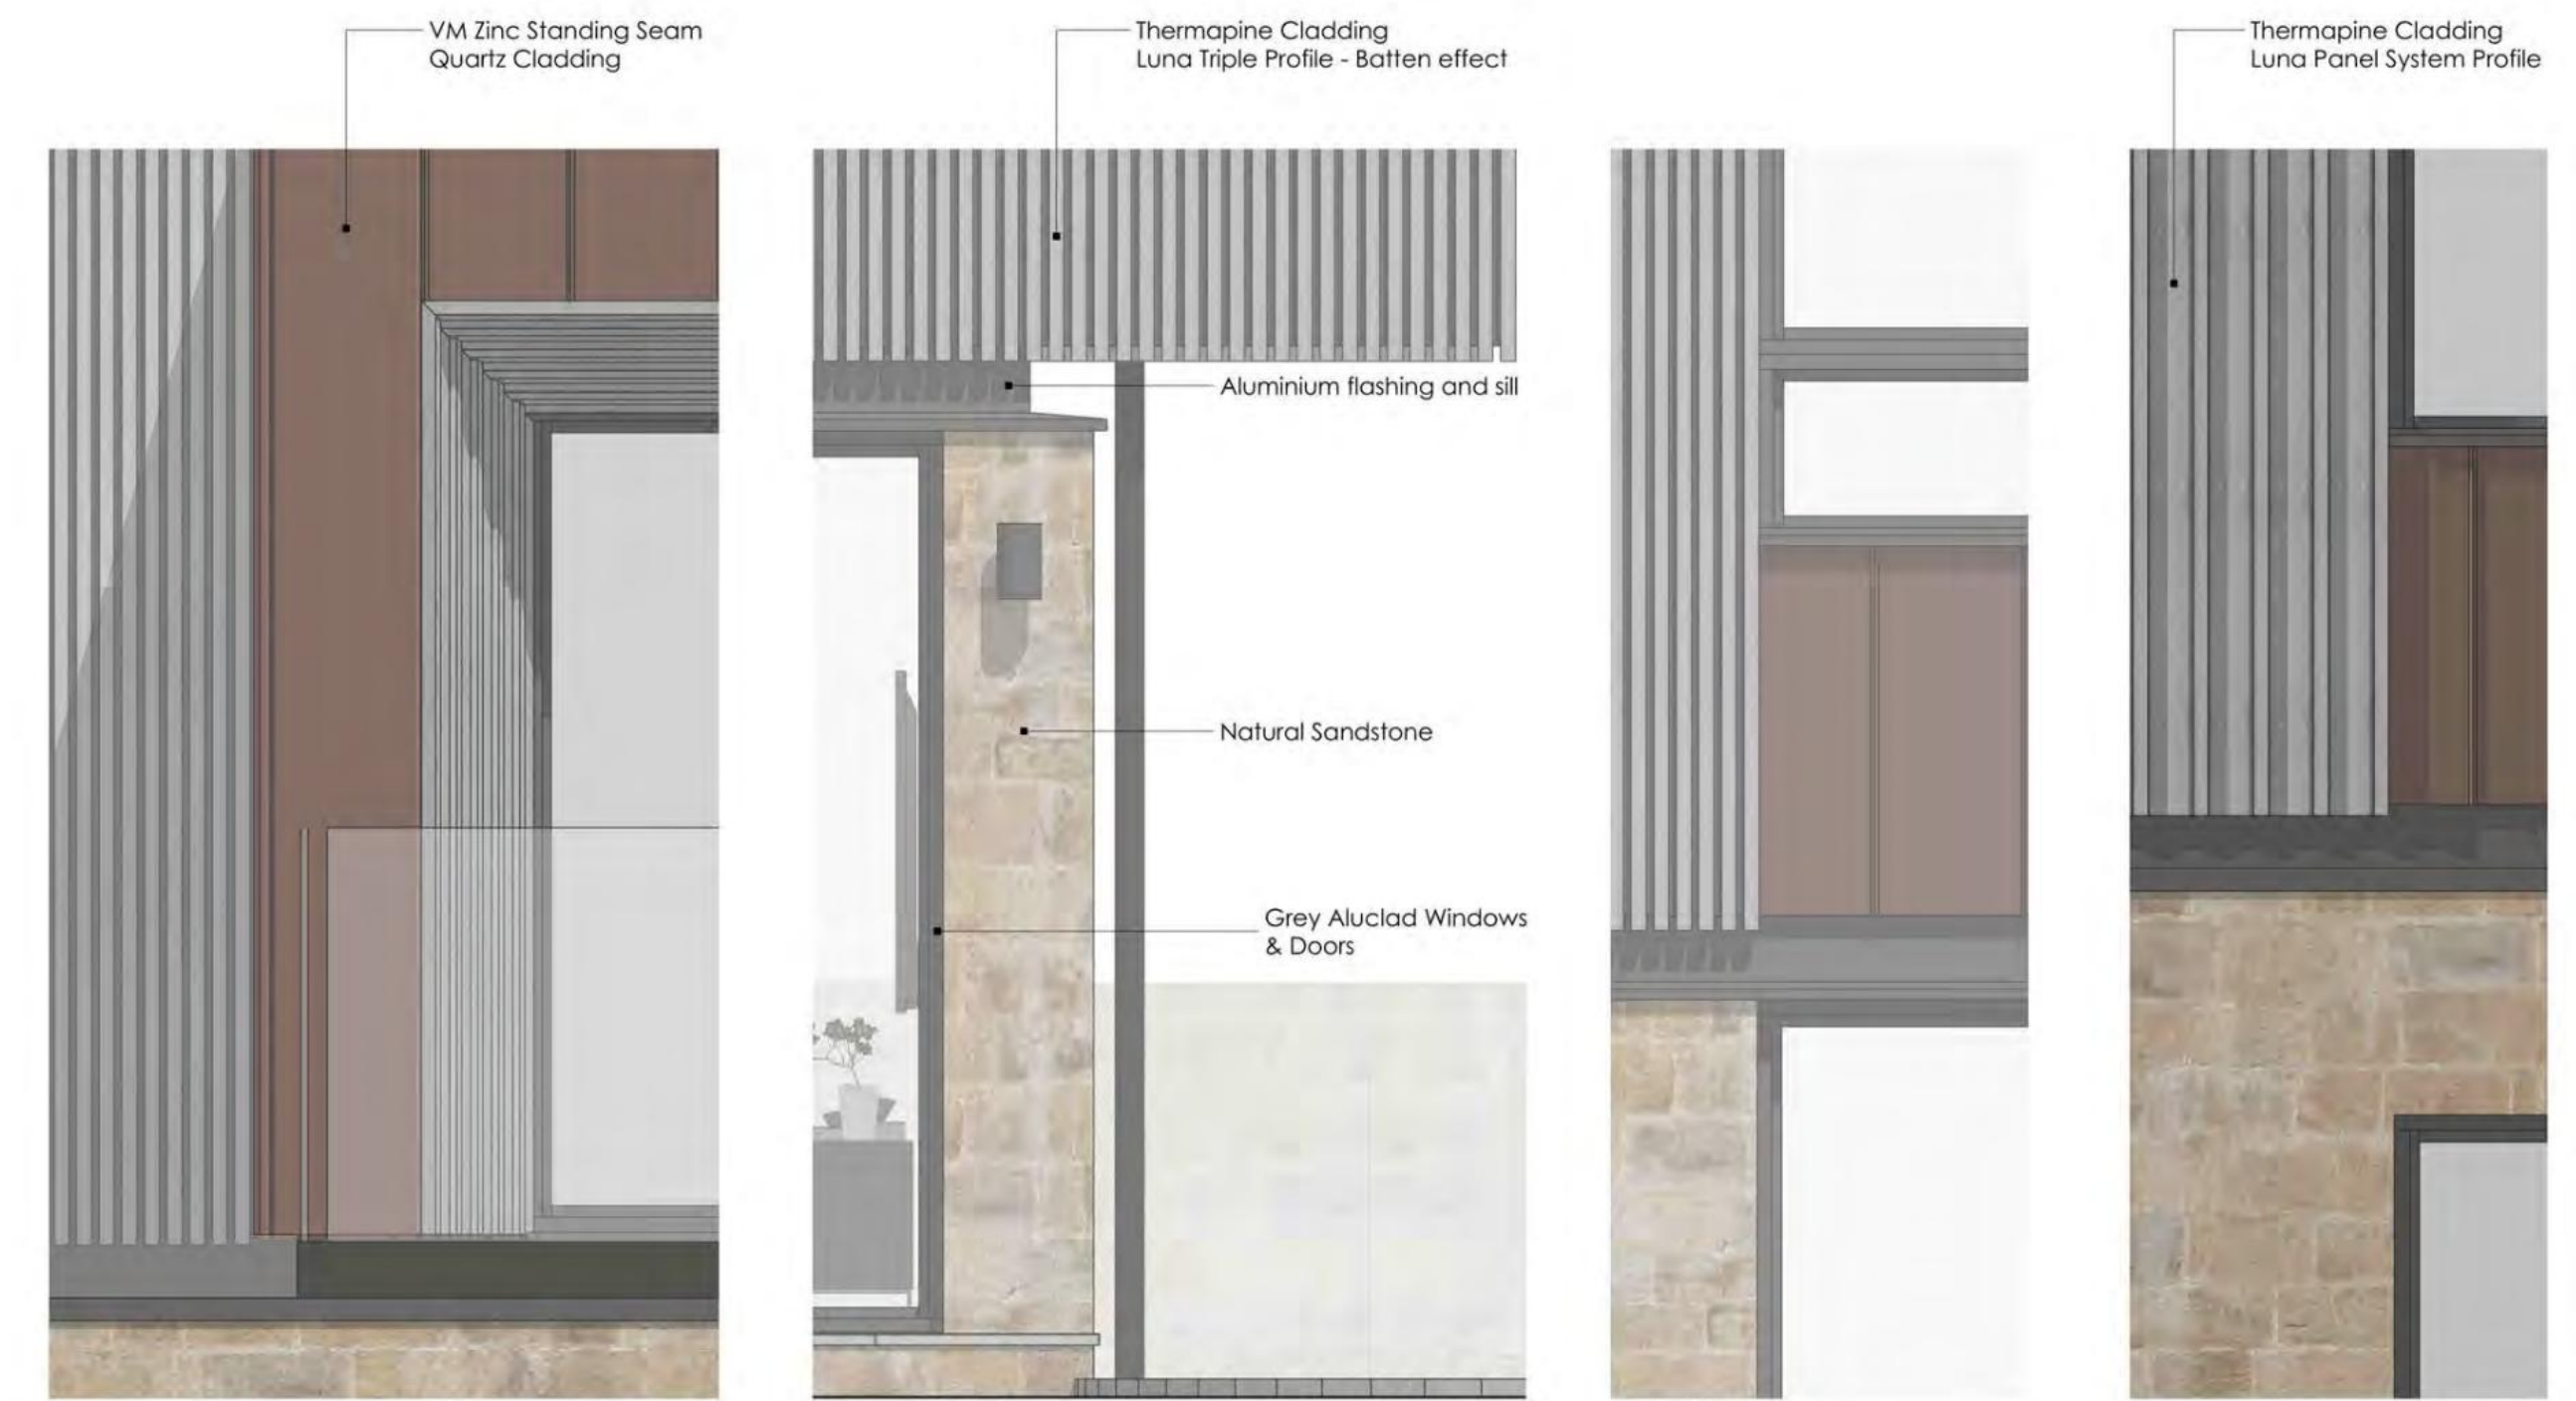 VM Zinc Standing Seam
Quartz Cladding
Thermapine Cladding
Luna Triple Profile - Batten effect
Thermapine Cladding
Luna Panel System Profile
Aluminium flashing and sill
Natural Sandstone
Grey Aluclad Windows
& Doors